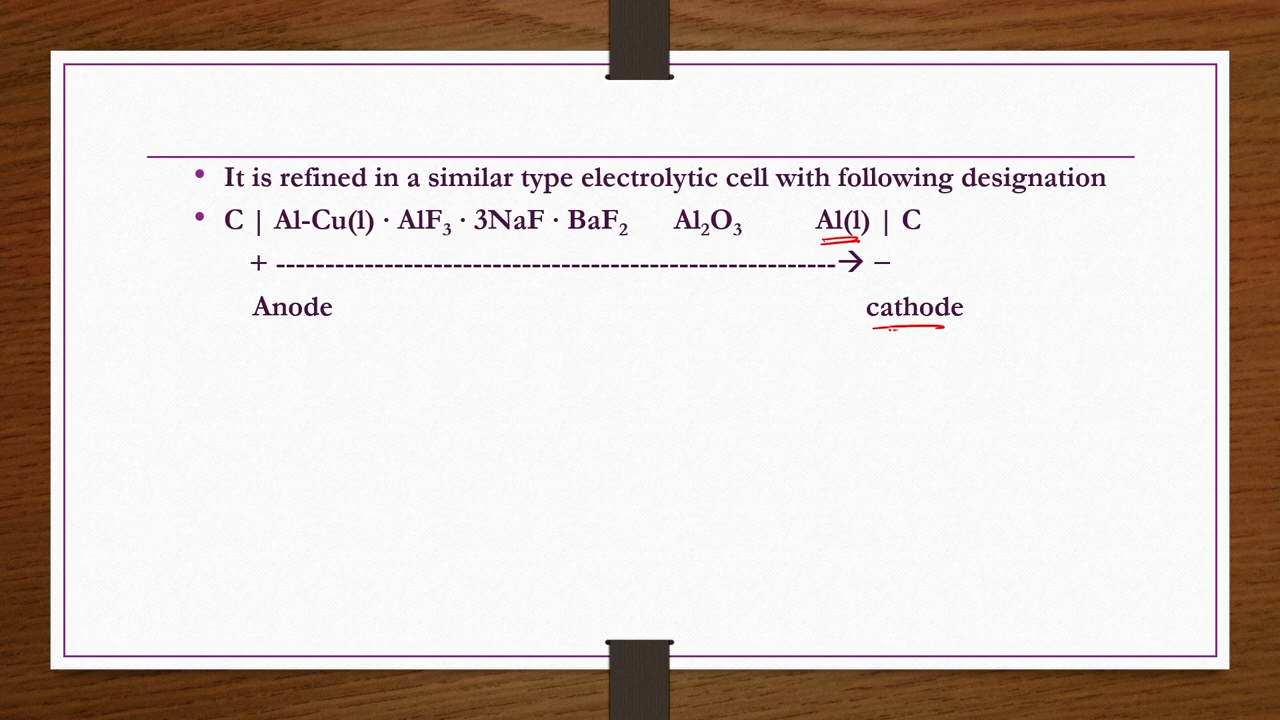 • It is refined in a similar type electrolytic cell with following designation
• C | Al-Cu(l) · AlF₃ · 3NaF · BaF₂ Al₂O₃ Al(l) | C
+ ---------------------------------------------------------→ –
Anode cathode